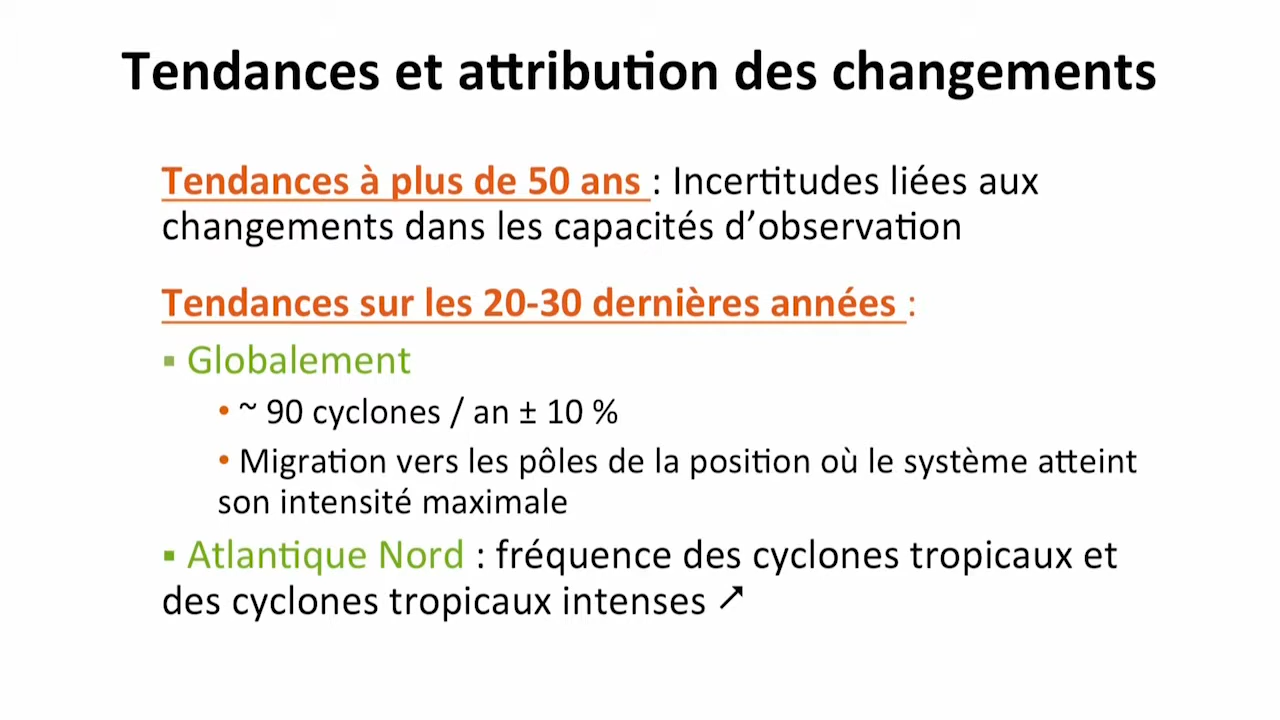 Tendances et attribution des changements
Tendances à plus de 50 ans : Incertitudes liées aux
changements dans les capacités d’observation
Tendances sur les 20-30 dernières années :
▪ Globalement
• ~ 90 cyclones / an ± 10 %
• Migration vers les pôles de la position où le système atteint
son intensité maximale
▪ Atlantique Nord : fréquence des cyclones tropicaux et
des cyclones tropicaux intenses ↗